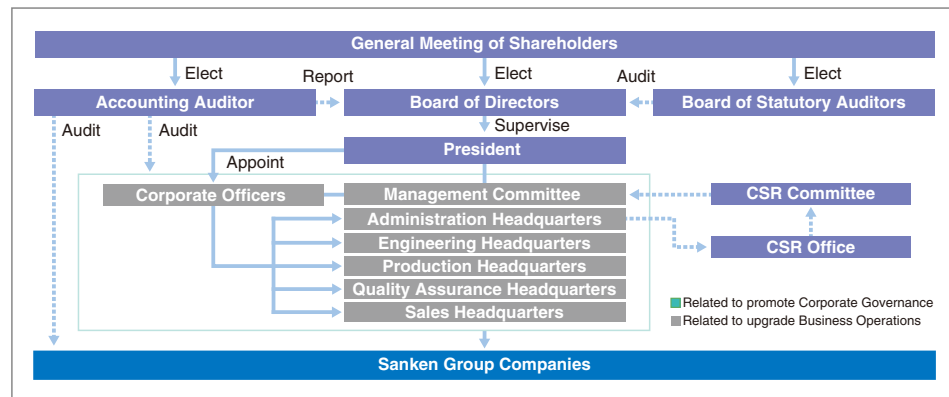 General Meeting of Shareholders
Elect
Elect
Elect
Report
Audit
Accounting Auditor
Board of Directors
Board of Statutory Auditors
Audit
Audit
Supervise
President
Appoint
Corporate Officers
Management Committee
CSR Committee
Administration Headquarters
Engineering Headquarters
CSR Office
Production Headquarters
Quality Assurance Headquarters
Sales Headquarters
Related to promote Corporate Governance
Related to upgrade Business Operations
Sanken Group Companies